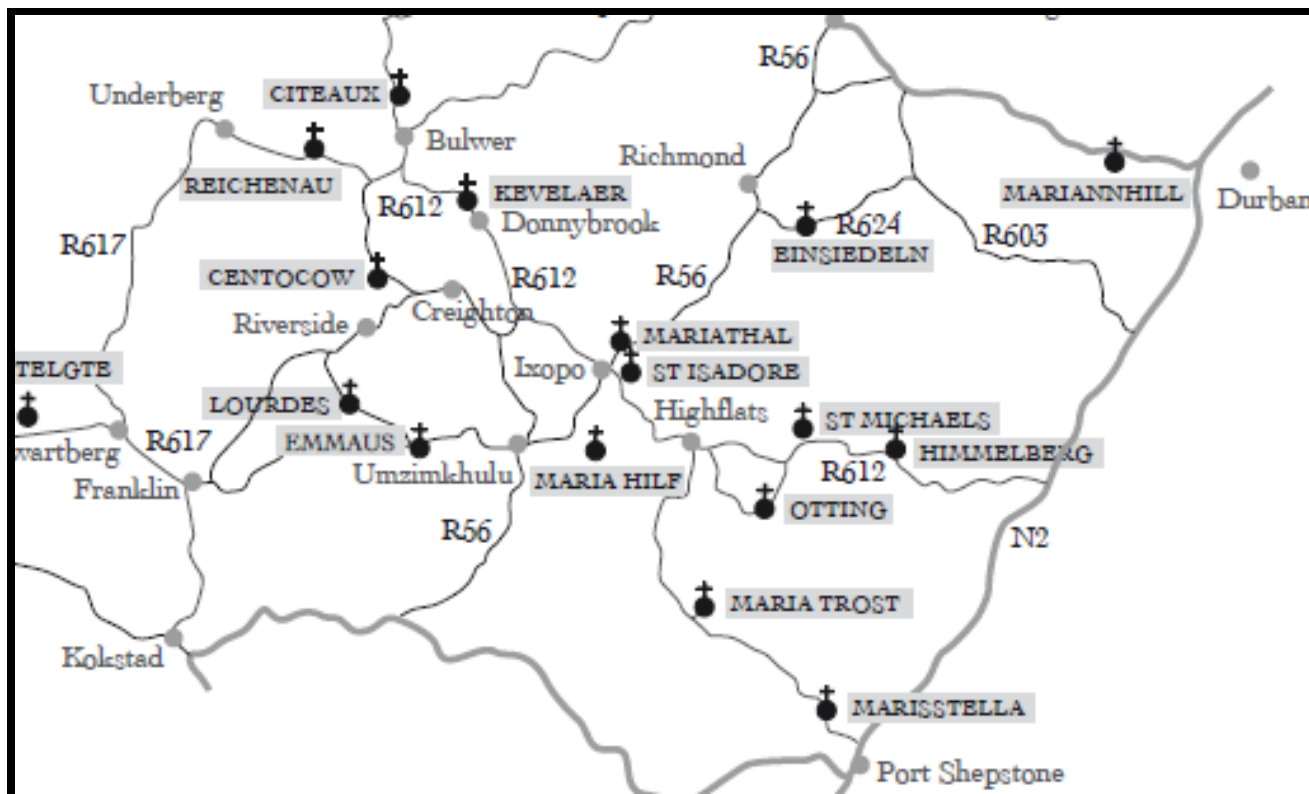 R56
CITEAUX
Underberg
Bulwer
Richmond
REICHENAU
KEVELAER
MARIANNHILL
Durban
R612
Donnybrook
R624
R603
R617
EINSIEDELN
CENTOCOW
R612
R56
Creighton
Riverside
MARIATHAL
TELGTE
Ixopo
ST ISADORE
LOURDES
Highflats
ST MICHAELS
R617
EMMAUS
HIMMELBERG
wartberg
Umzimkhulu
R612
Franklin
MARIA HILF
OTTING
R56
N2
MARIA TROST
Kokstad
MARISSTELLA
Port Shepstone